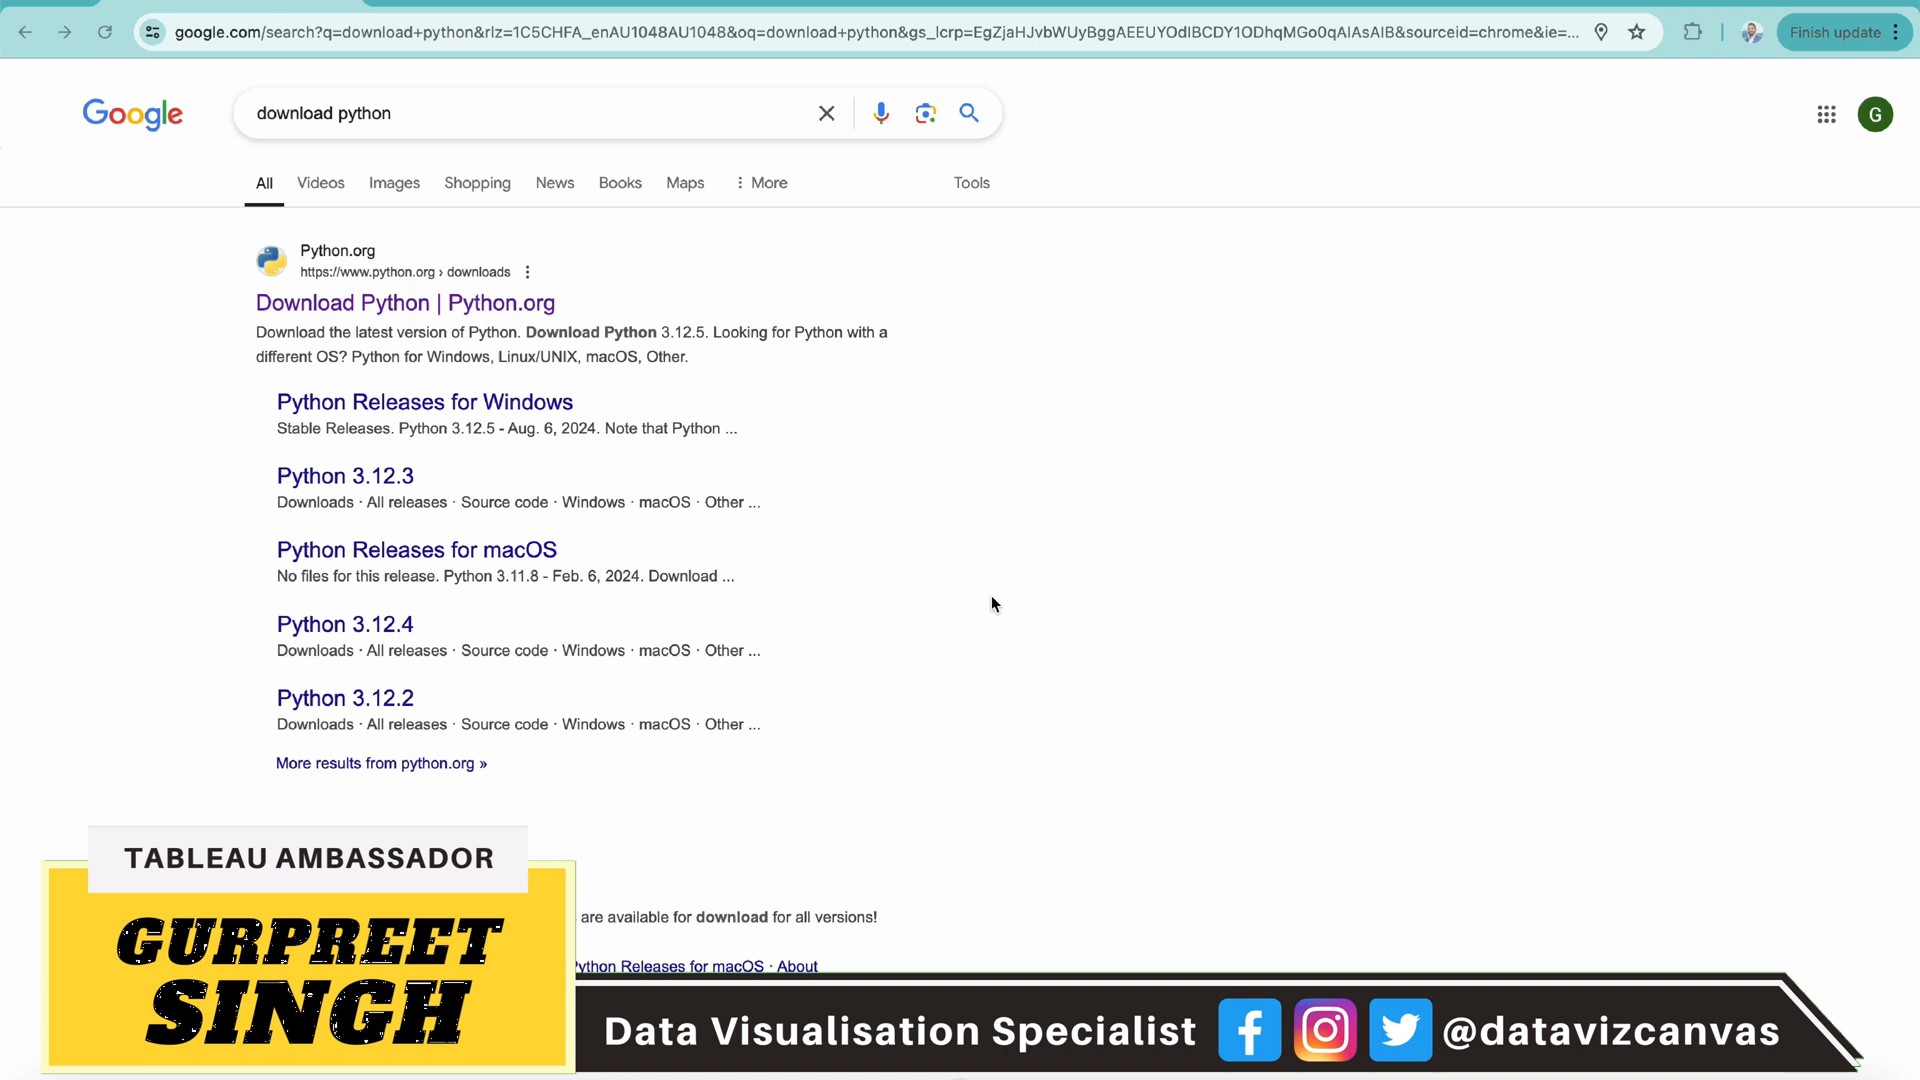 google.com/search?q=download+python&rlz=1C5CHFA_enAU1048AU1048&oq=download+python&gs_lcrp=EgZjaHJvbWUyBggAEEUYOdIBCDY1ODhqMGo0qAIAsAIB&sourceid=chrome&ie=...
Finish update
Google
download python
G
All Videos Images Shopping News Books Maps More Tools
Python.org
https://www.python.org › downloads
Download Python | Python.org
Download the latest version of Python. Download Python 3.12.5. Looking for Python with a
different OS? Python for Windows, Linux/UNIX, macOS, Other.
Python Releases for Windows
Stable Releases. Python 3.12.5 - Aug. 6, 2024. Note that Python ...
Python 3.12.3
Downloads · All releases · Source code · Windows · macOS · Other ...
Python Releases for macOS
No files for this release. Python 3.11.8 - Feb. 6, 2024. Download ...
Python 3.12.4
Downloads · All releases · Source code · Windows · macOS · Other ...
Python 3.12.2
Downloads · All releases · Source code · Windows · macOS · Other ...
More results from python.org »
are available for download for all versions!
Python Releases for macOS · About
TABLEAU AMBASSADOR
GURPREET
SINGH
Data Visualisation Specialist @datavizcanvas